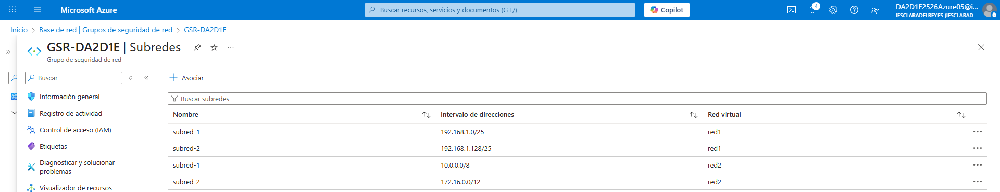 Microsoft Azure
Buscar recursos, servicios y documentos (G+/)
Copilot
4
DA2D1E2526Azure05@i...
IESCLARADELREY.ES (IESCLARAD...
Inicio > Base de red | Grupos de seguridad de red > GSR-DA2D1E
GSR-DA2D1E | Subredes
Grupo de seguridad de red
Buscar
Información general
Registro de actividad
Control de acceso (IAM)
Etiquetas
Diagnosticar y solucionar
problemas
Visualizador de recursos
Asociar
Buscar subredes
Nombre Intervalo de direcciones Red virtual
subred-1 192.168.1.0/25 red1
subred-2 192.168.1.128/25 red1
subred-1 10.0.0.0/8 red2
subred-2 172.16.0.0/12 red2